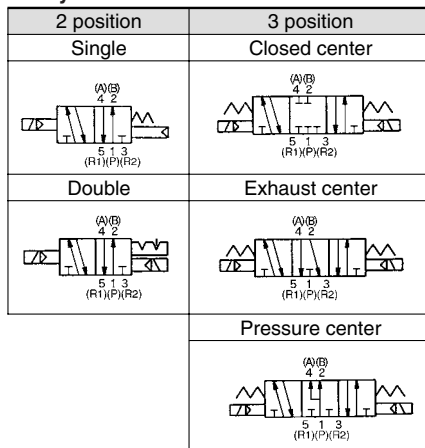 2 position
3 position
Single
Closed center
(A)(B)
4 2
5 1 3
(R1)(P)(R2)
(A)(B)
4 2
5 1 3
(R1)(P)(R2)
Double
Exhaust center
(A)(B)
4 2
5 1 3
(R1)(P)(R2)
(A)(B)
4 2
5 1 3
(R1)(P)(R2)
Pressure center
(A)(B)
4 2
5 1 3
(R1)(P)(R2)